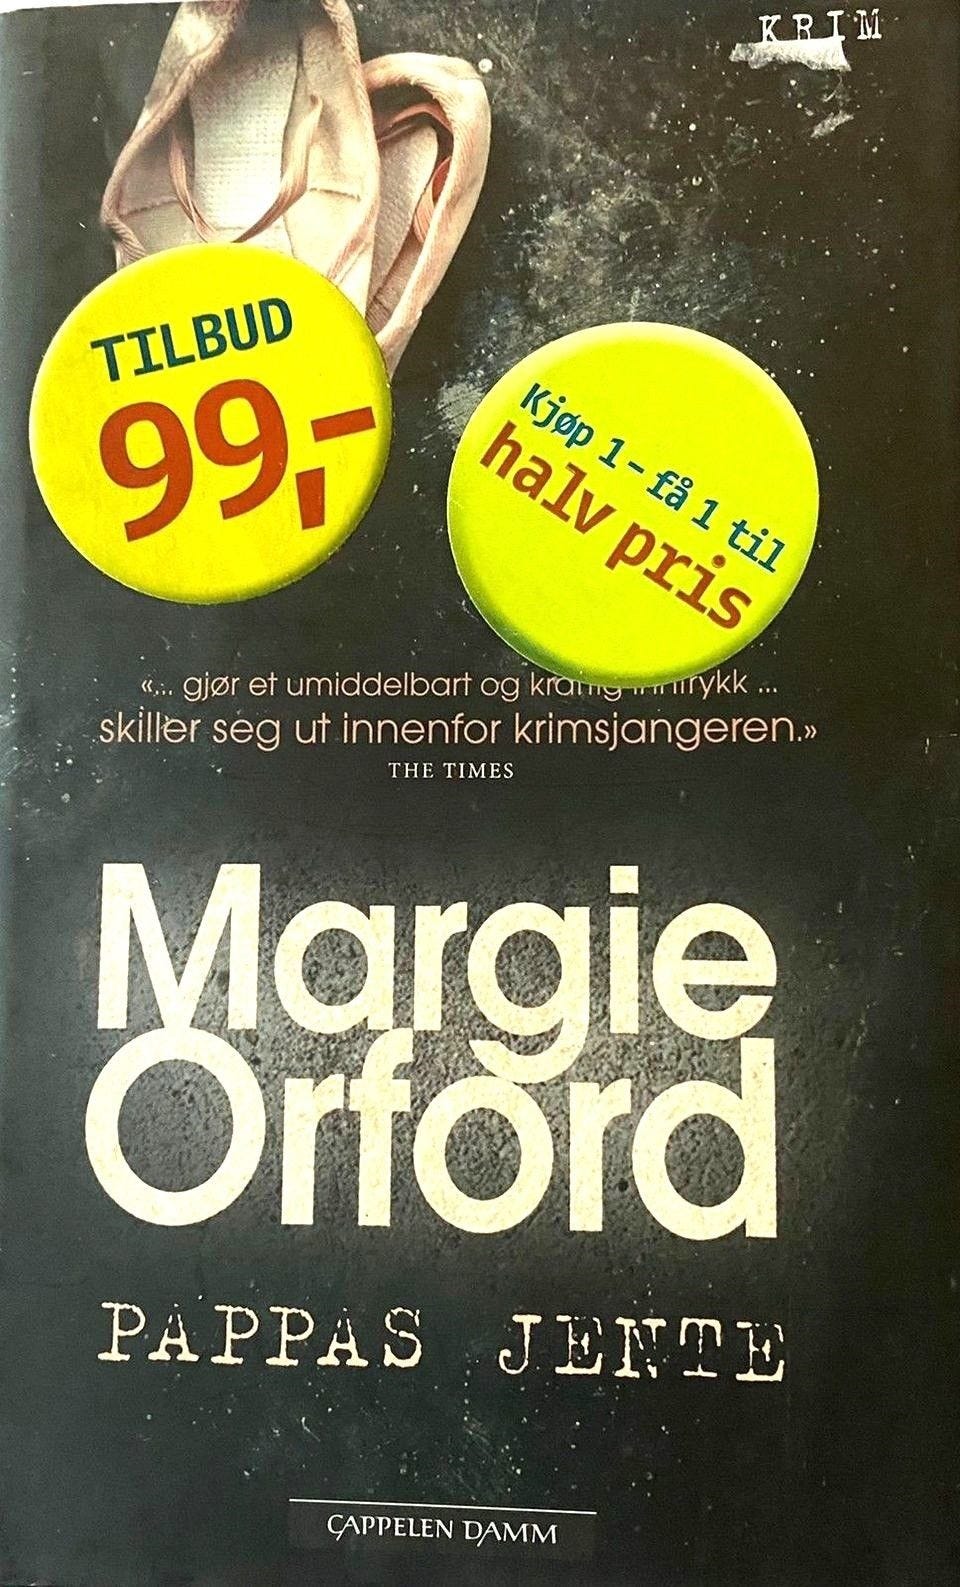 KRIM
TILBUD
99,-
Kjøp 1 - få 1 til
halv pris
«... gjør et umiddelbart og inntrykk ...
skiller seg ut innenfor krimsjangeren.»
THE TIMES
Margie
Orford
PAPPAS JENTE
CAPPELEN DAMM